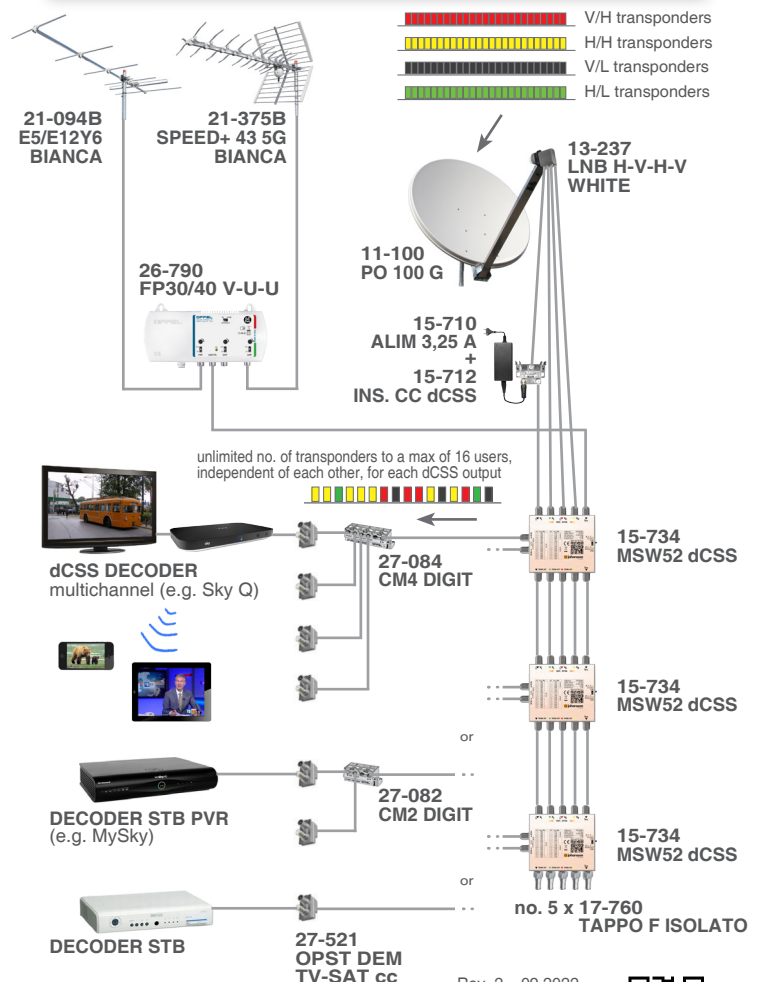 V/H transponders
H/H transponders
V/L transponders
H/L transponders
21-094B
E5/E12Y6
BIANCA
21-375B
SPEED+ 43 5G
BIANCA
13-237
LNB H-V-H-V
WHITE
11-100
PO 100 G
26-790
FP30/40 V-U-U
15-710
ALIM 3,25 A
+
15-712
INS. CC dCSS
unlimited no. of transponders to a max of 16 users,
independent of each other, for each dCSS output
15-734
MSW52 dCSS
27-084
CM4 DIGIT
dCSS DECODER
multichannel (e.g. Sky Q)
15-734
MSW52 dCSS
or
27-082
CM2 DIGIT
DECODER STB PVR
(e.g. MySky)
15-734
MSW52 dCSS
or
no. 5 x 17-760
TAPPO F ISOLATO
DECODER STB
27-521
OPST DEM
TV-SAT cc